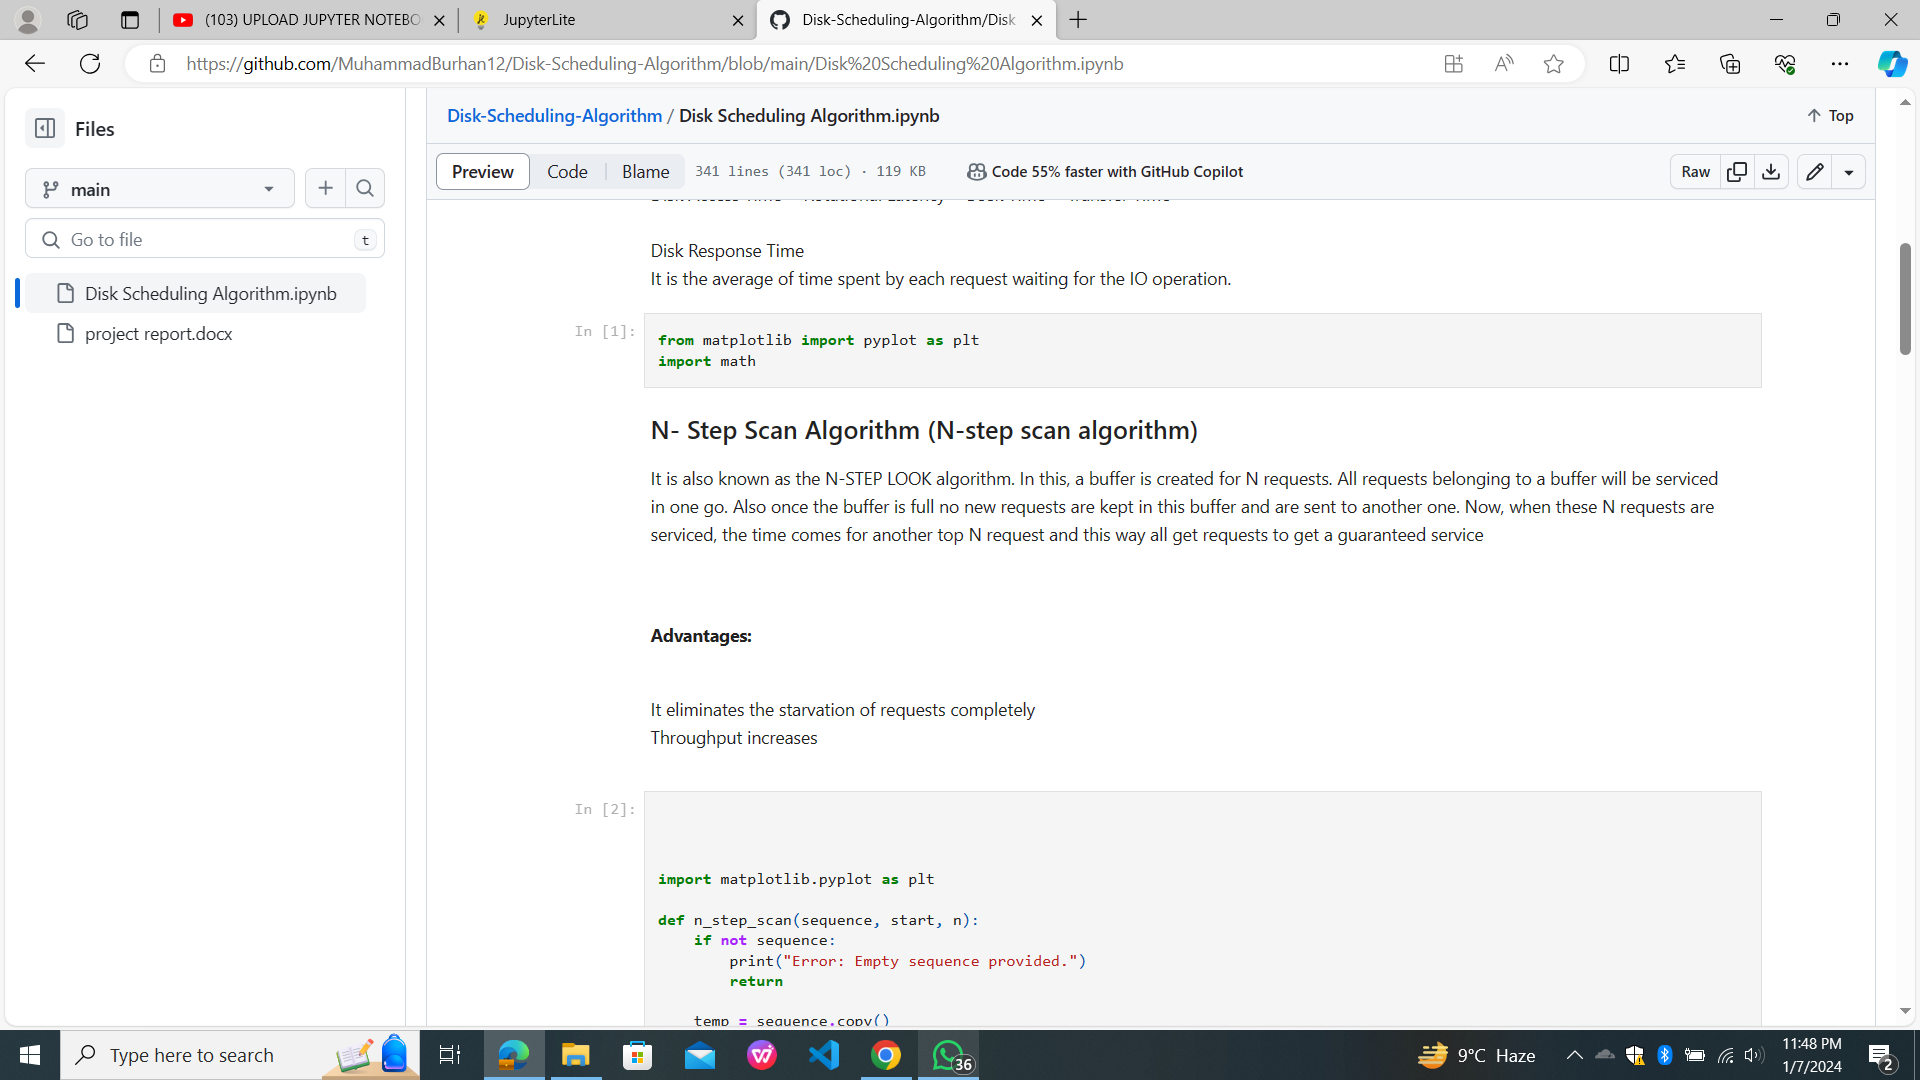 (103) UPLOAD JUPYTER NOTEBO
JupyterLite
Disk-Scheduling-Algorithm/Disk
https://github.com/MuhammadBurhan12/Disk-Scheduling-Algorithm/blob/main/Disk%20Scheduling%20Algorithm.ipynb
Files
main
Go to file
t
Disk Scheduling Algorithm.ipynb
project report.docx
Disk-Scheduling-Algorithm / Disk Scheduling Algorithm.ipynb
Top
Preview
Code
Blame
341 lines (341 loc) · 119 KB
Code 55% faster with GitHub Copilot
Raw
Disk Response Time
It is the average of time spent by each request waiting for the IO operation.
In [1]:
from matplotlib import pyplot as plt
import math
N- Step Scan Algorithm (N-step scan algorithm)
It is also known as the N-STEP LOOK algorithm. In this, a buffer is created for N requests. All requests belonging to a buffer will be serviced
in one go. Also once the buffer is full no new requests are kept in this buffer and are sent to another one. Now, when these N requests are
serviced, the time comes for another top N request and this way all get requests to get a guaranteed service
Advantages:
It eliminates the starvation of requests completely
Throughput increases
In [2]:
import matplotlib.pyplot as plt
def n_step_scan(sequence, start, n):
    if not sequence:
        print("Error: Empty sequence provided.")
        return
    temp = sequence.copy()
Type here to search
36
9°C Haze
11:48 PM
1/7/2024
2